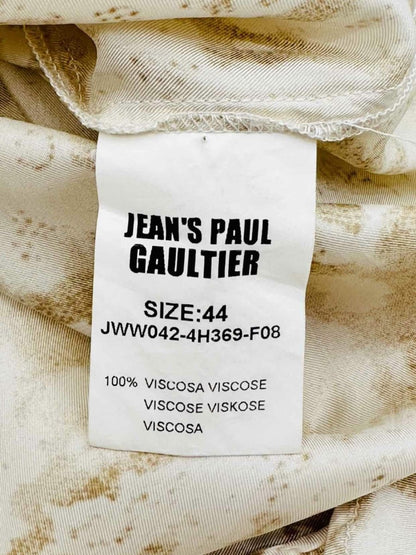 JEAN'S PAUL
GAULTIER
SIZE:44
JWW042-4H369-F08
100% VISCOSA VISCOSE
VISCOSE VISKOSE
VISCOSA